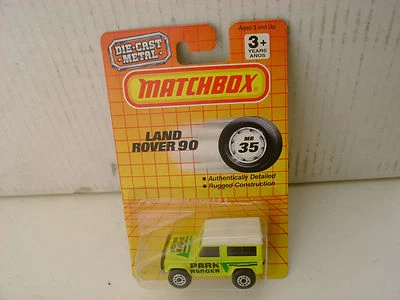 DIE-CAST
METAL
Ages 3 and Up
3+
YEARS
AÑOS
MATCHBOX
LAND
ROVER 90
MB
35
Authentically Detailed
Rugged Construction
PARK
RANGER